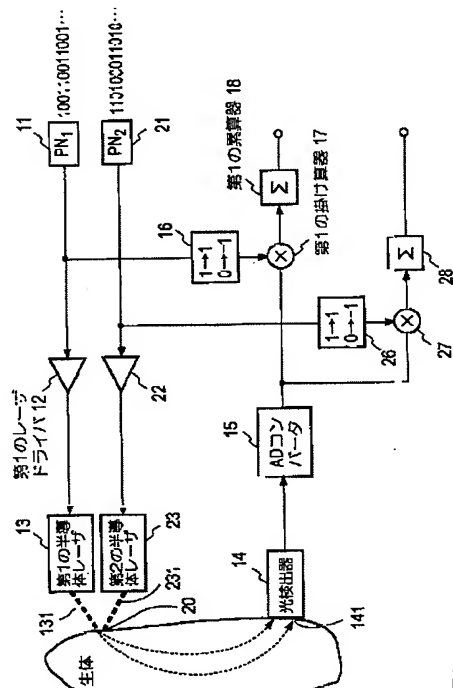 生体
131
231
20
13
第1の半導
体レーザ
第2の半導
体レーザ
23
第1のレーザ
ドライバ 12
22
11
PN₁
10011100110011001…
PN₂
21
1101000011010…
16
1→1
0→-1
第1の累算器 18
Σ
第1の掛け算器 17
×
1→1
0→-1
26
×
27
Σ
28
15
ADコン
バータ
14
光検出器
141